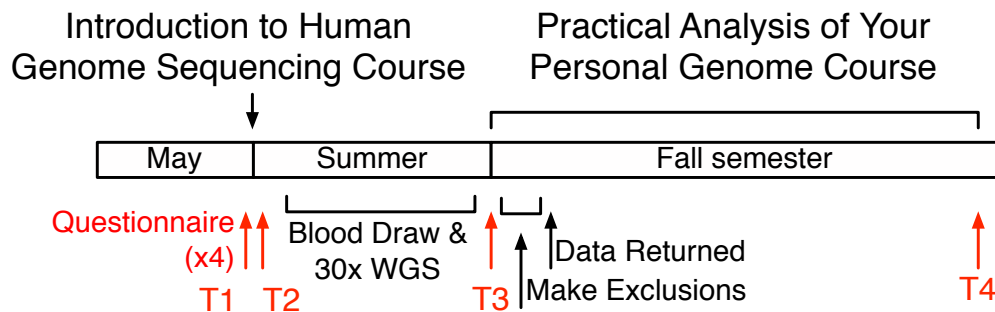 Introduction to Human
Genome Sequencing Course
Practical Analysis of Your
Personal Genome Course
May
Summer
Fall semester
Questionnaire
(x4)
Blood Draw &
30x WGS
Data Returned
Make Exclusions
T1
T2
T3
T4